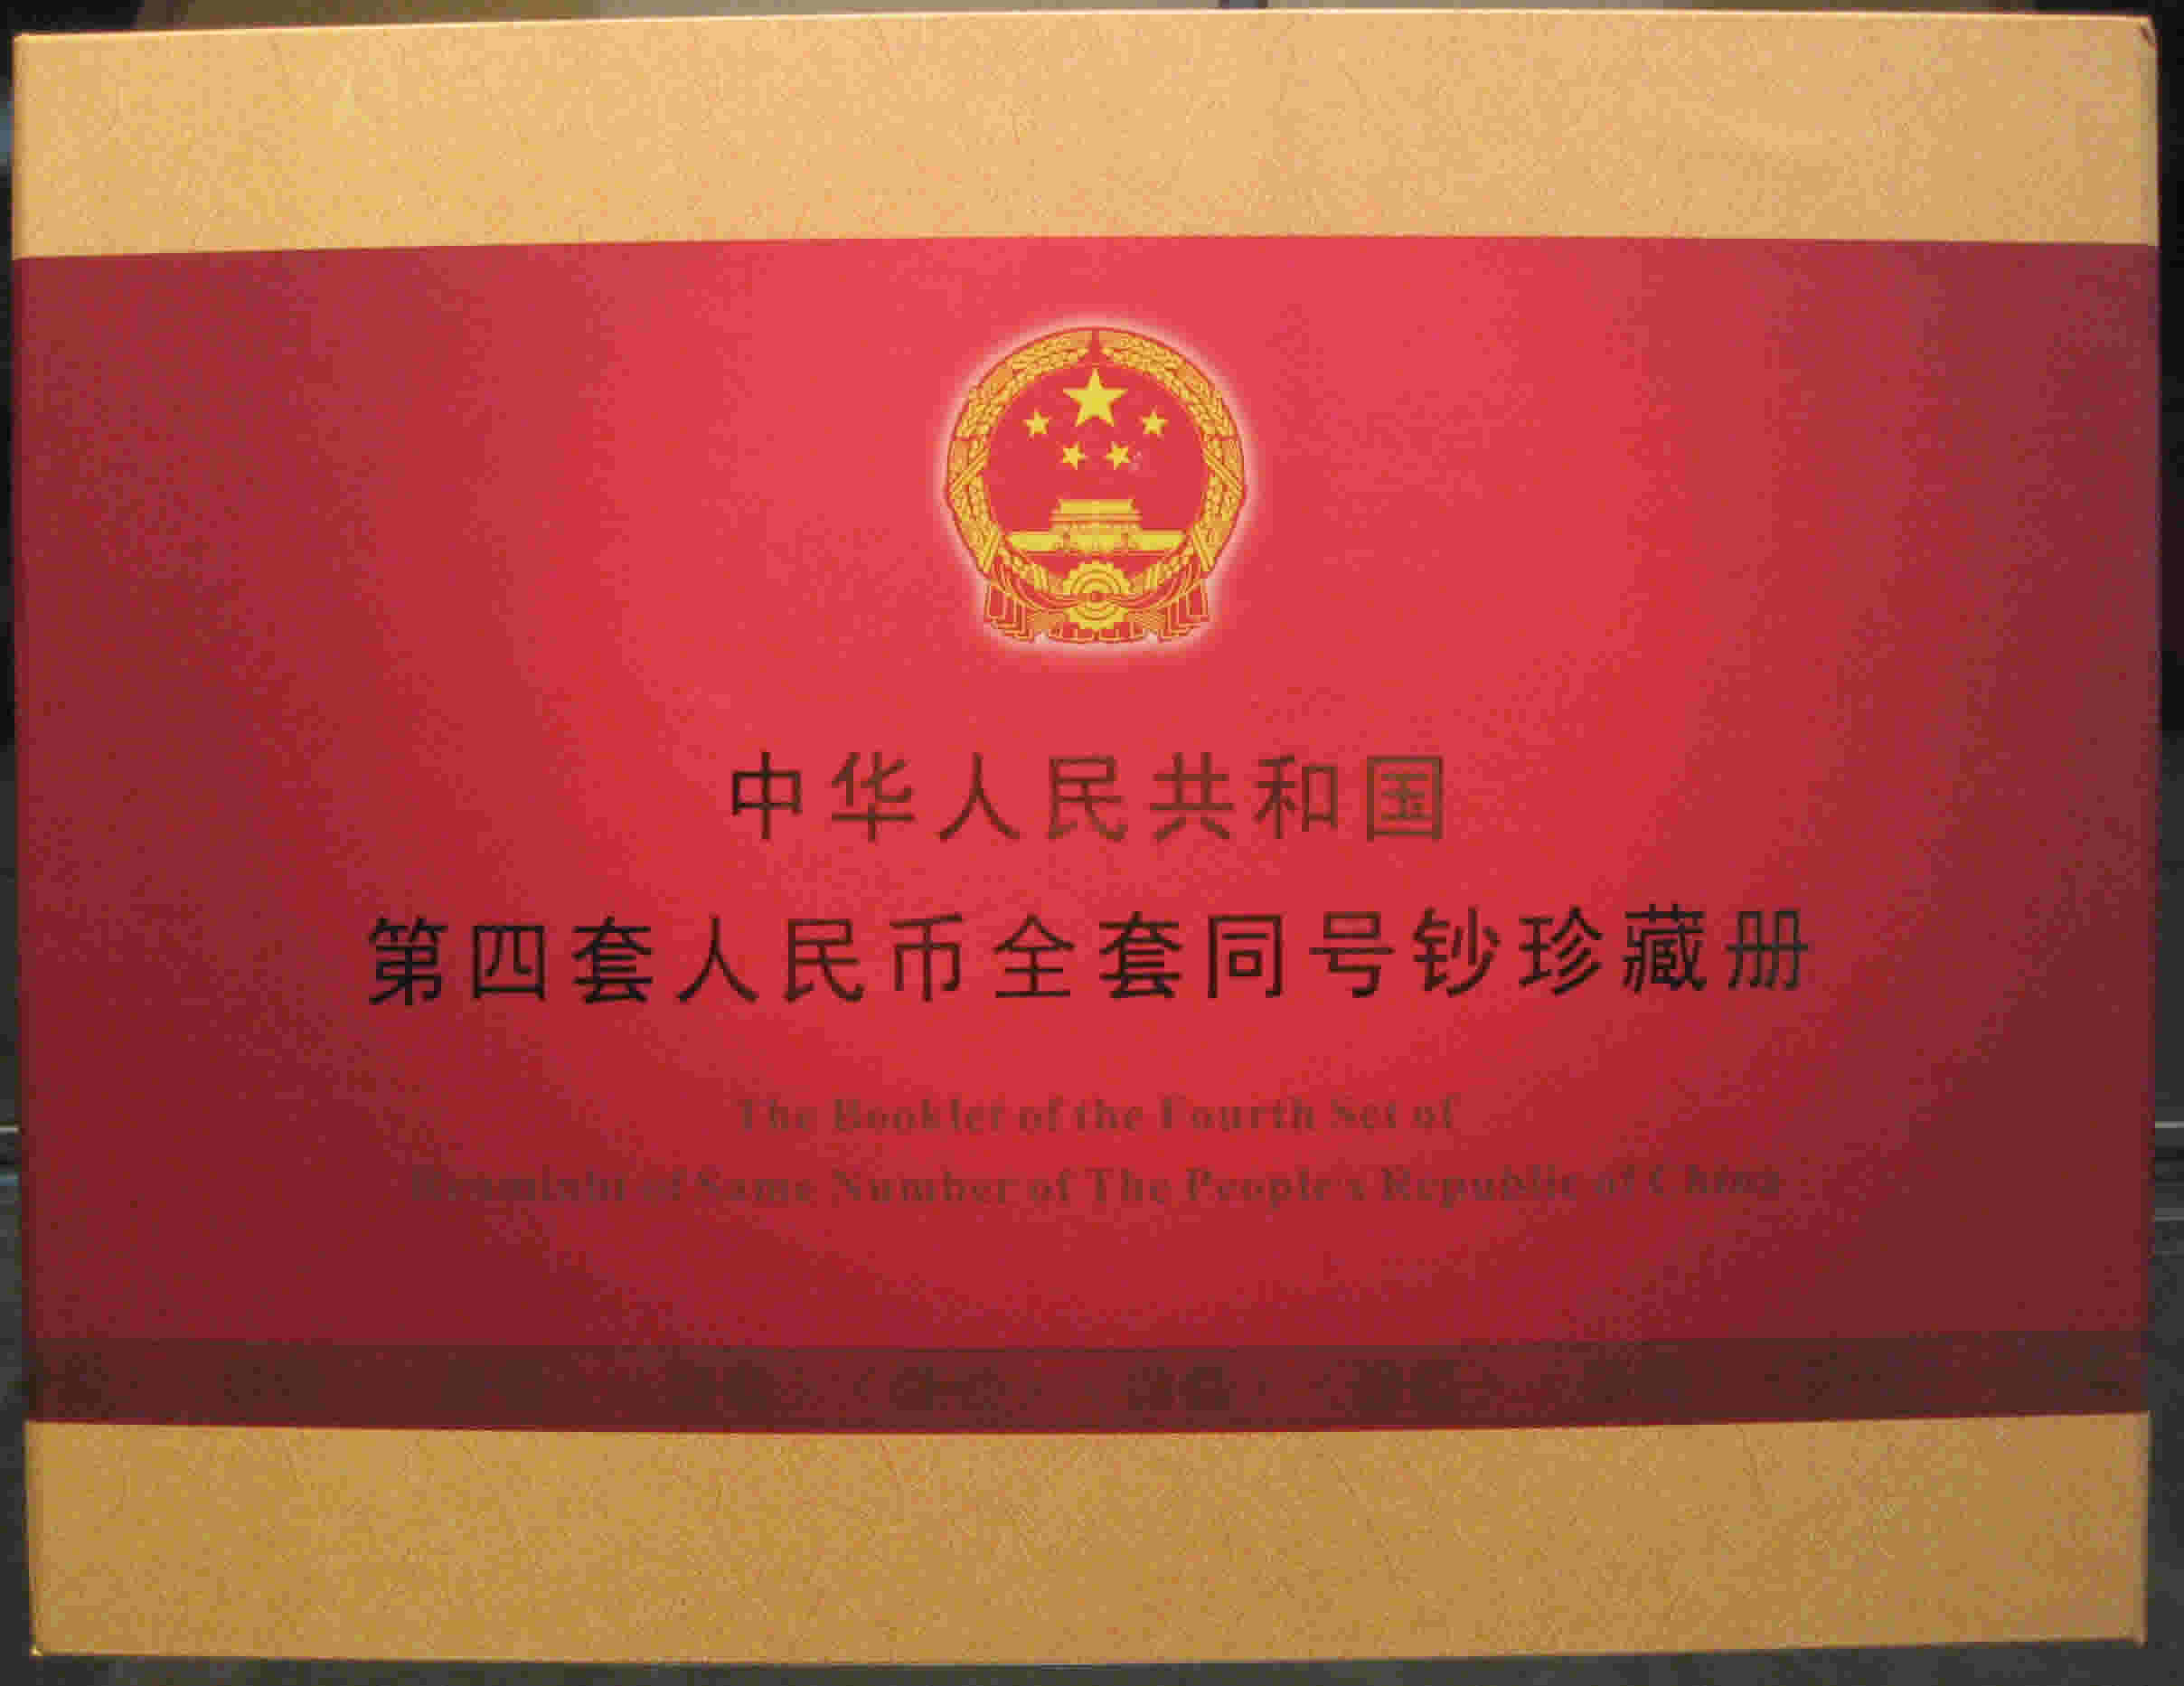 中华人民共和国
第四套人民币全套同号钞珍藏册
The Booklet of the Fourth Set of
of Same Number of The People's Republic of China